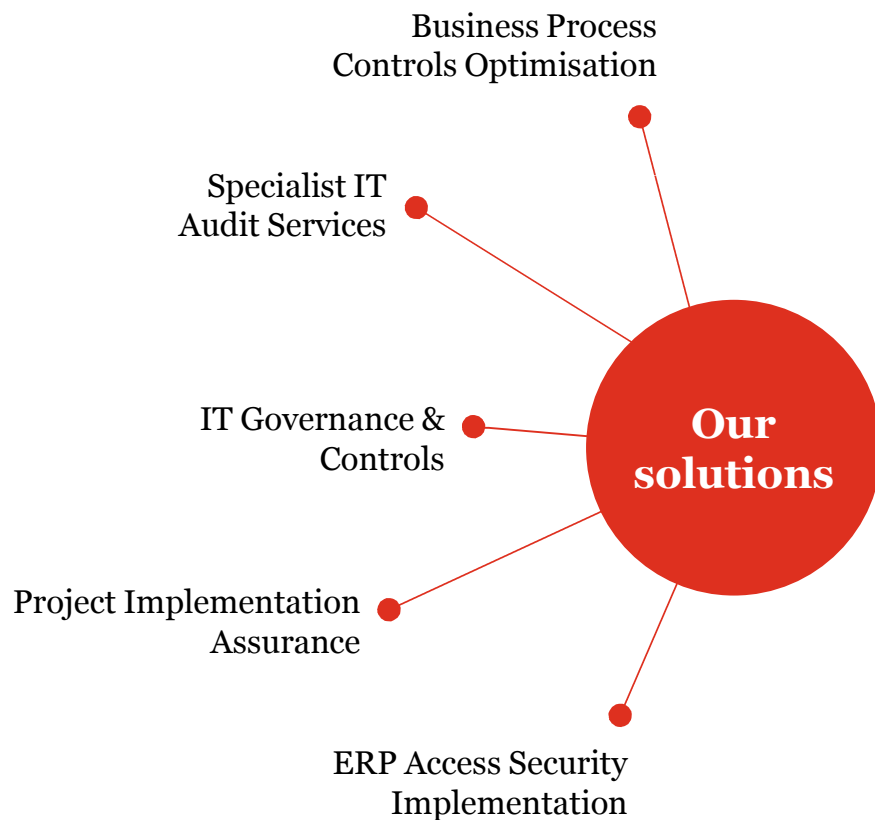 Business Process
Controls Optimisation
Specialist IT
Audit Services
IT Governance &
Controls
Our
solutions
Project Implementation
Assurance
ERP Access Security
Implementation